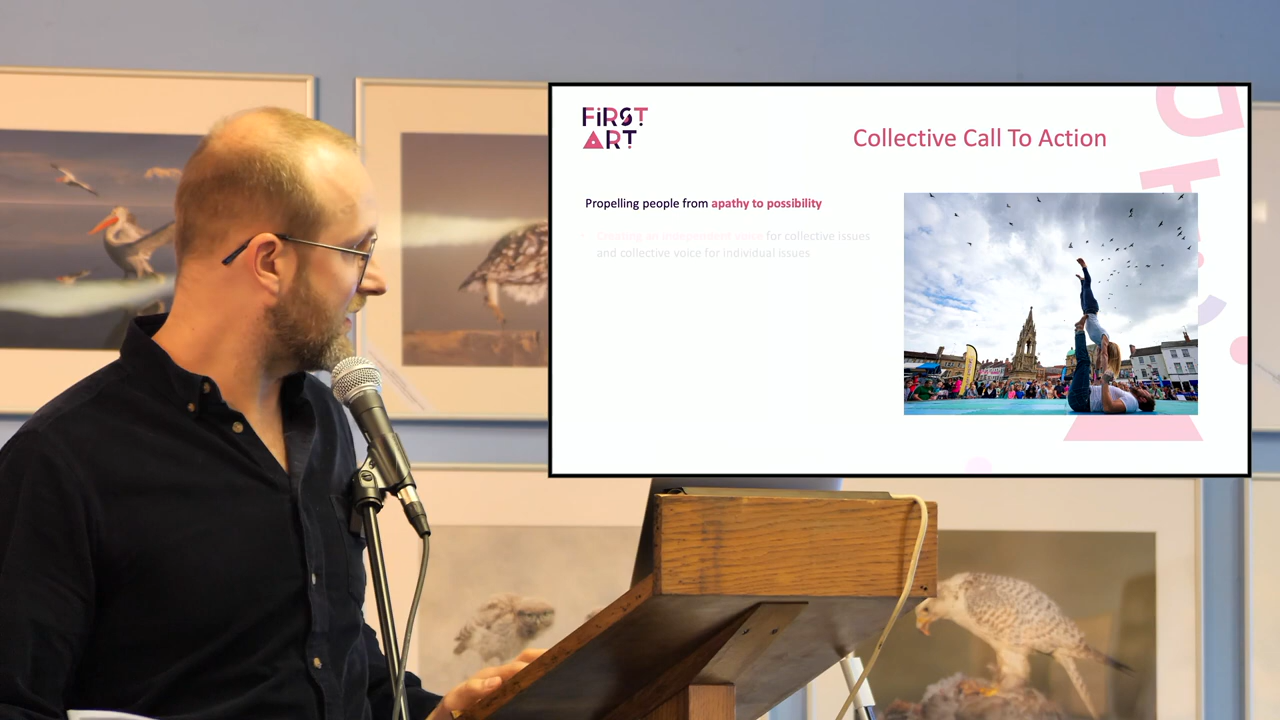 FiRST
ART
Collective Call To Action
Propelling people from apathy to possibility
Creating an independent voice for collective issues
and collective voice for individual issues